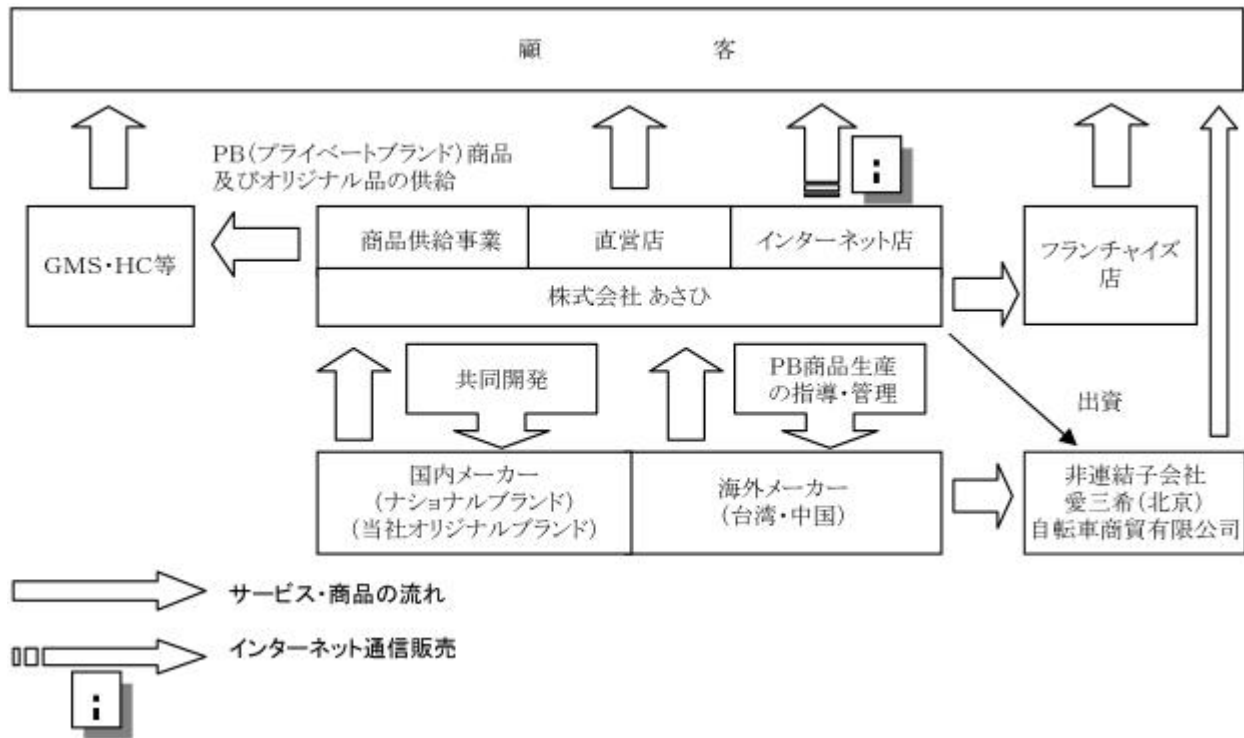 顧 客
PB(プライベートブランド)商品
及びオリジナル品の供給
;
GMS・HC等
商品供給事業
直営店
インターネット店
株式会社 あさひ
フランチャイズ
店
共同開発
PB商品生産
の指導・管理
出資
国内メーカー
(ナショナルブランド)
(当社オリジナルブランド)
海外メーカー
(台湾・中国)
非連結子会社
愛三希(北京)
自転車商貿有限公司
サービス・商品の流れ
インターネット通信販売
;